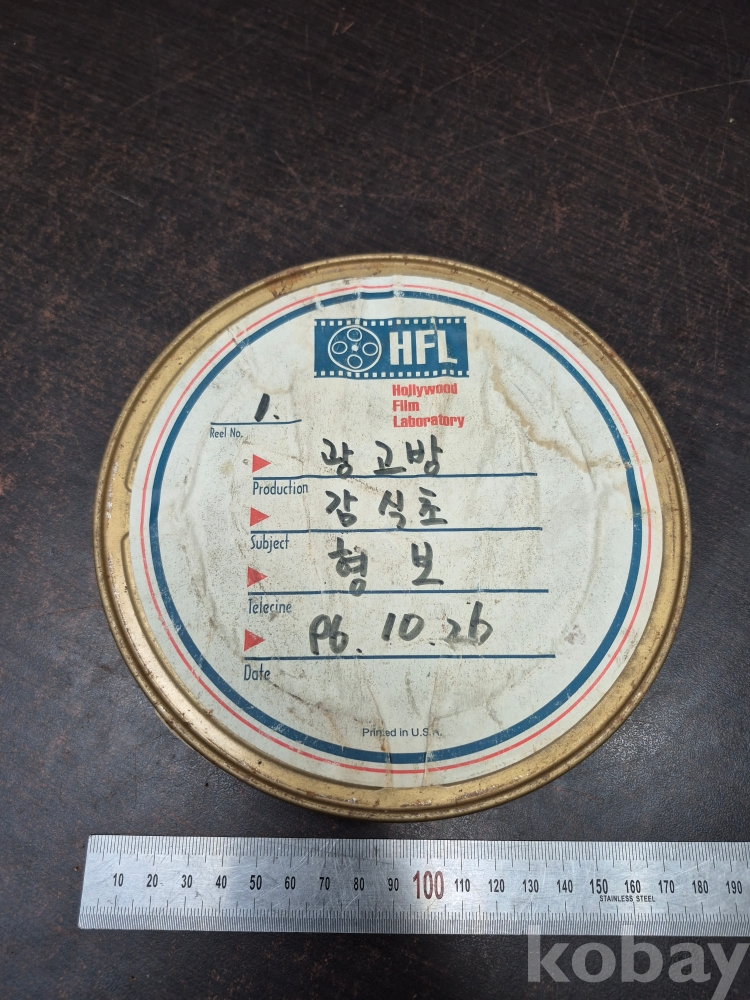 HFL
Hollywood
Film
Laboratory
1.
Reel No.
광고방
Production
감식초
Subject
형보
Telecine
96.10.26
Date
Printed in U.S.A.
10 20 30 40 50 60 70 80 90 100 110 120 130 140 150 160 170 180 190
STAINLESS STEEL
kobay